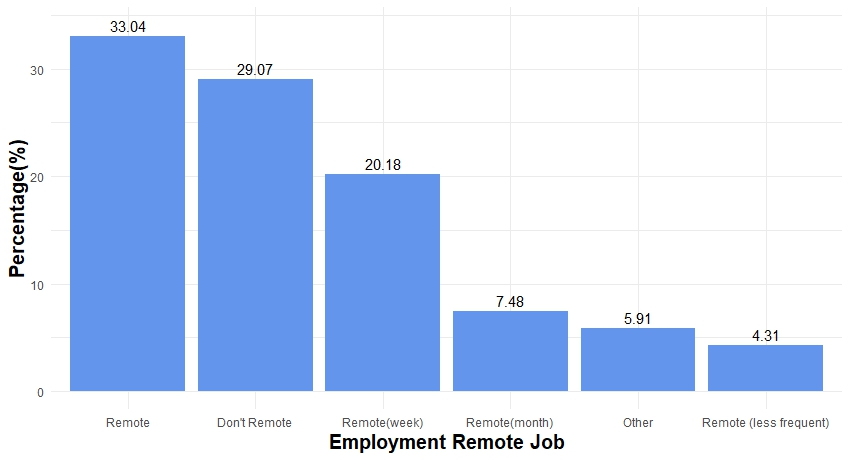 33.04
29.07
20.18
7.48
5.91
4.31
Percentage(%)
30
20
10
0
Remote
Don't Remote
Remote(week)
Remote(month)
Other
Remote (less frequent)
Employment Remote Job